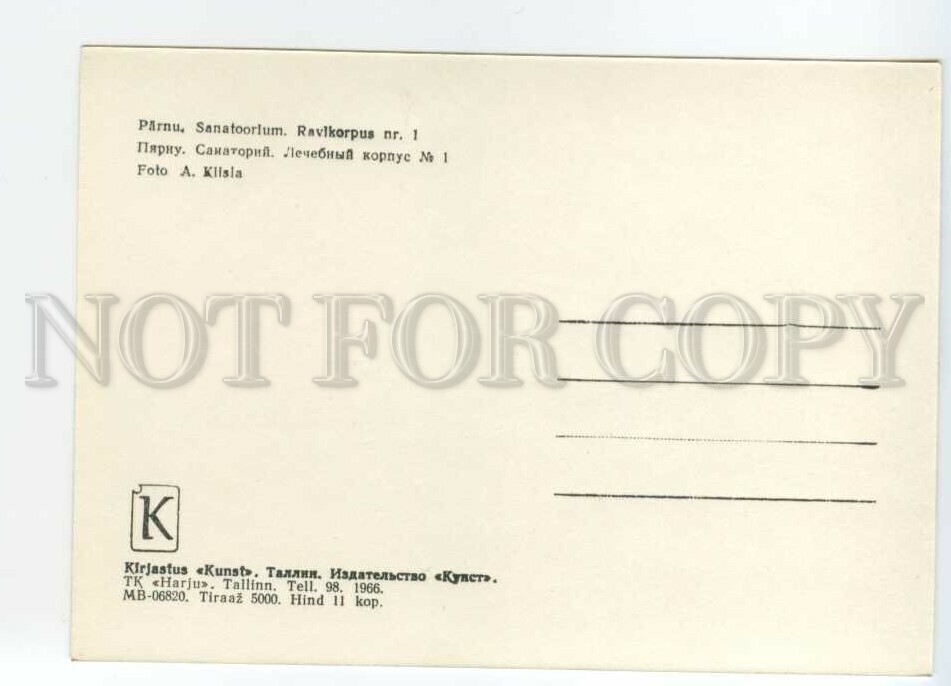 Pärnu. Sanatoorium. Ravikorpus nr. 1
Пярну. Санаторий. Лечебный корпус № 1
Foto A. Kiisla
NOT FOR COPY
K
Kirjastus «Kunst». Таллин. Издательство «Кунст».
TK «Harju». Tallinn. Tell. 98. 1966.
MB-06820. Tiraaž 5000. Hind 11 kop.